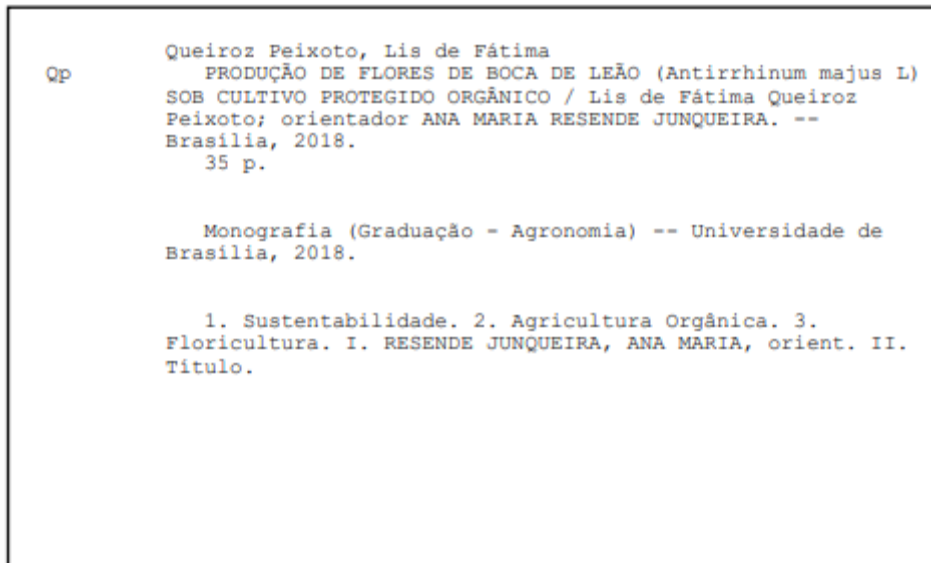 Queiroz Peixoto, Lis de Fátima
Qp PRODUÇÃO DE FLORES DE BOCA DE LEÃO (Antirrhinum majus L)
SOB CULTIVO PROTEGIDO ORGÂNICO / Lis de Fátima Queiroz
Peixoto; orientador ANA MARIA RESENDE JUNQUEIRA. --
Brasília, 2018.
35 p.
Monografia (Graduação - Agronomia) -- Universidade de
Brasília, 2018.
1. Sustentabilidade. 2. Agricultura Orgânica. 3.
Floricultura. I. RESENDE JUNQUEIRA, ANA MARIA, orient. II.
Título.